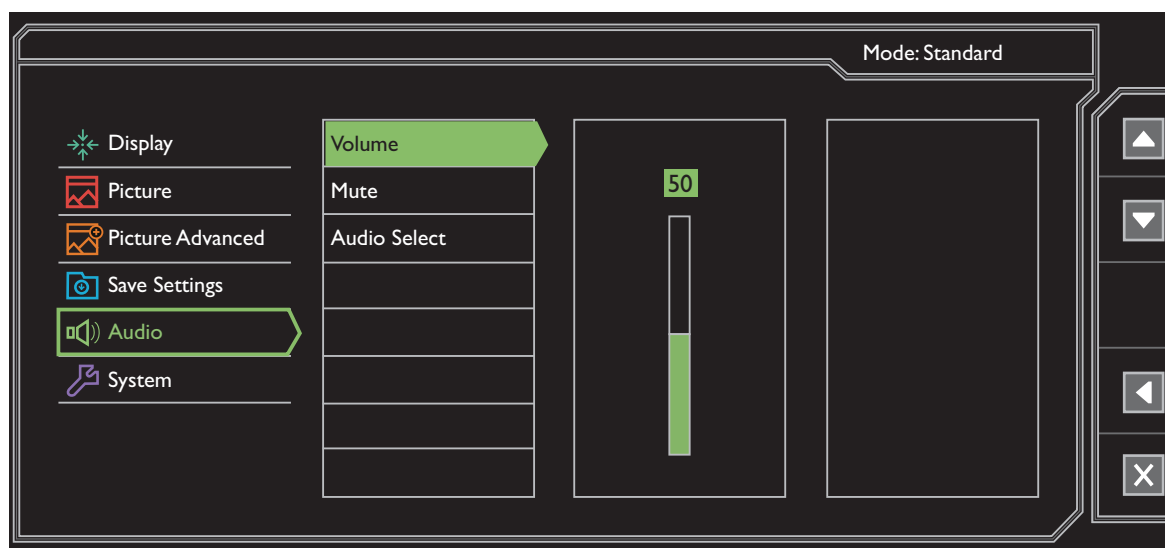 Mode: Standard
Display
Picture
Picture Advanced
Save Settings
Audio
System
Volume
Mute
Audio Select
50